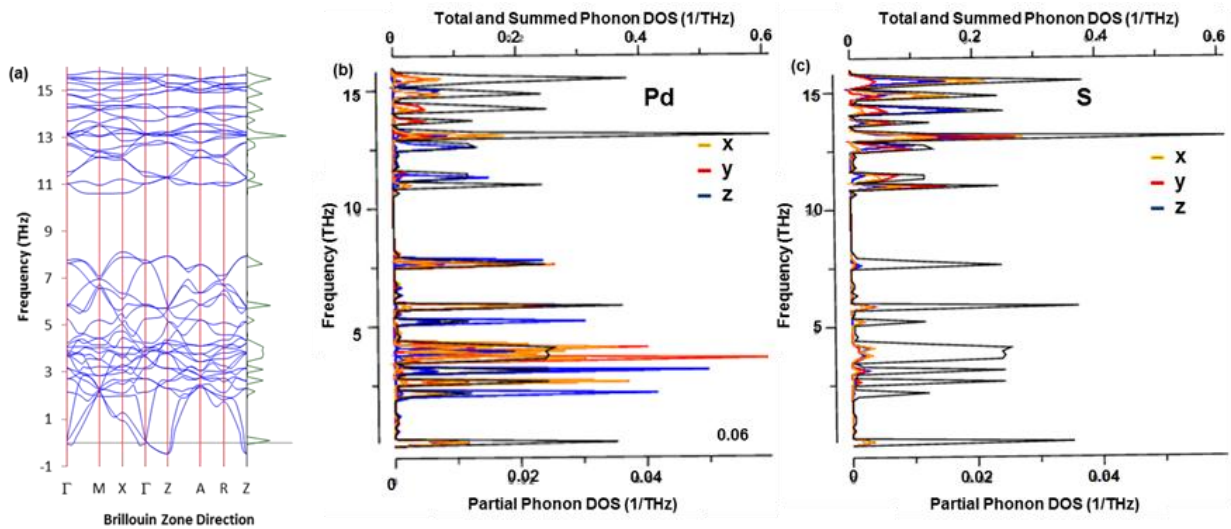 Total and Summed Phonon DOS (1/THz)
0 0.2 0.4 0.6
Total and Summed Phonon DOS (1/THz)
0 0.2 0.4 0.6
(a)
(b)
(c)
Pd
S
x
y
z
x
y
z
Frequency (THz)
15
13
11
9
7
5
3
1
-1
Frequency (THz)
15
10
5
Frequency (THz)
15
10
5
Γ M X Γ Z A R Z
Brillouin Zone Direction
0.06
0 0.02 0.04
Partial Phonon DOS (1/THz)
0 0.02 0.04 0.06
Partial Phonon DOS (1/THz)